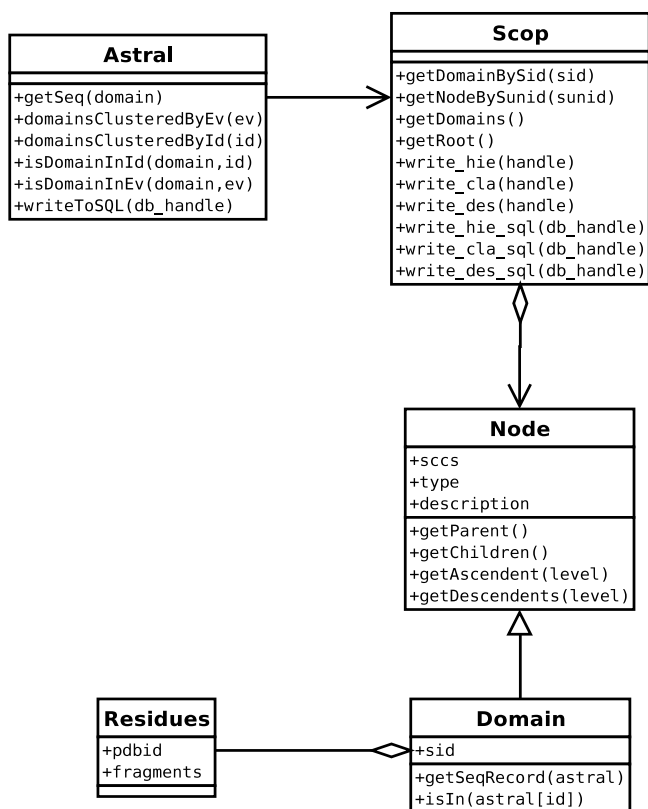 Astral
+getSeq(domain)
+domainsClusteredByEv(ev)
+domainsClusteredById(id)
+isDomainInId(domain,id)
+isDomainInEv(domain,ev)
+writeToSQL(db_handle)
Scop
+getDomainBySid(sid)
+getNodeBySunid(sunid)
+getDomains()
+getRoot()
+write_hie(handle)
+write_cla(handle)
+write_des(handle)
+write_hie_sql(db_handle)
+write_cla_sql(db_handle)
+write_des_sql(db_handle)
Node
+sccs
+type
+description
+getParent()
+getChildren()
+getAscendent(level)
+getDescendents(level)
Residues
+pdbid
+fragments
Domain
+sid
+getSeqRecord(astral)
+isIn(astral[id])